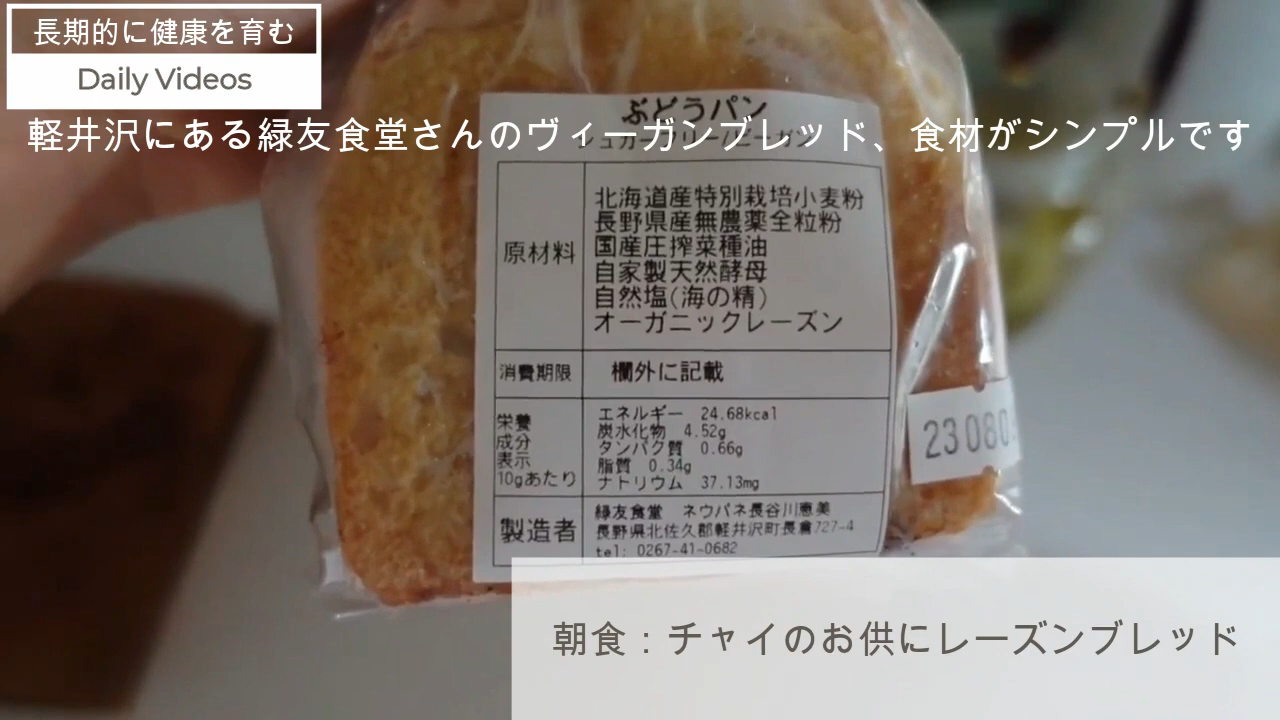 長期的に健康を育む
Daily Videos
軽井沢にある緑友食堂さんのヴィーガンブレッド、食材がシンプルです
ぶどうパン
原材料
北海道産特別栽培小麦粉
長野県産無農薬全粒粉
国産圧搾菜種油
自家製天然酵母
自然塩(海の精)
オーガニックレーズン
消費期限
欄外に記載
栄養
成分
表示
10gあたり
エネルギー 24.68kcal
炭水化物 4.52g
タンパク質 0.66g
脂質 0.34g
ナトリウム 37.13mg
製造者
緑友食堂 ネウパネ長谷川恵美
長野県北佐久郡軽井沢町長倉727-4
tel: 0267-41-0682
23080
朝食：チャイのお供にレーズンブレッド